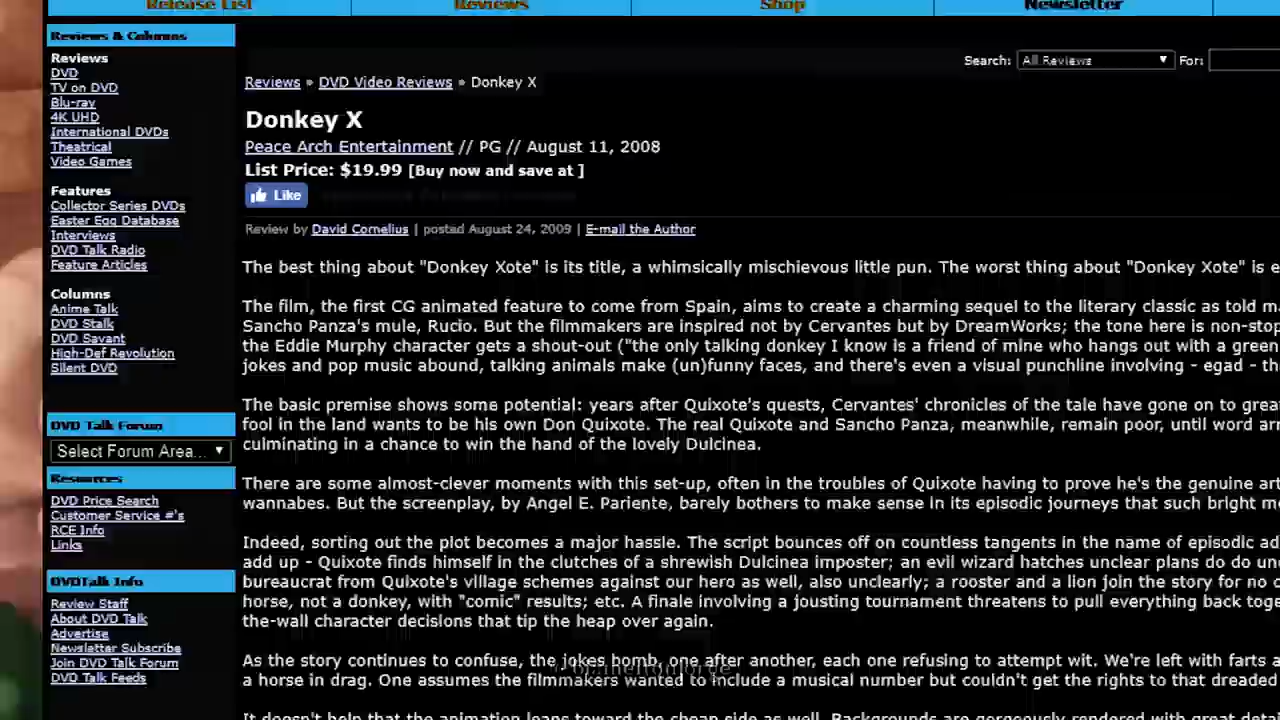 Release List Reviews Shop Newsletter
Reviews & Columns
Reviews
DVD
TV on DVD
Blu-ray
4K UHD
International DVDs
Theatrical
Video Games
Features
Collector Series DVDs
Easter Egg Database
Interviews
DVD Talk Radio
Feature Articles
Columns
Anime Talk
DVD Stalk
DVD Savant
High-Def Revolution
Silent DVD
DVD Talk Forum
Select Forum Area...
Resources
DVD Price Search
Customer Service #'s
RCE Info
Links
DVDTalk Info
Review Staff
About DVD Talk
Advertise
Newsletter Subscribe
Join DVD Talk Forum
DVD Talk Feeds
Search: All Reviews For:
Reviews » DVD Video Reviews » Donkey X
Donkey X
Peace Arch Entertainment // PG // August 11, 2008
List Price: $19.99 [Buy now and save at ]
Like
Review by David Cornelius | posted August 24, 2009 | E-mail the Author
The best thing about "Donkey Xote" is its title, a whimsically mischievous little pun. The worst thing about "Donkey Xote" is
The film, the first CG animated feature to come from Spain, aims to create a charming sequel to the literary classic as told
Sancho Panza's mule, Rucio. But the filmmakers are inspired not by Cervantes but by DreamWorks; the tone here is
the Eddie Murphy character gets a shout-out ("the only talking donkey I know is a friend of mine who hangs out with a green
jokes and pop music abound, talking animals make (un)funny faces, and there's even a visual punchline involving - egad -
The basic premise shows some potential: years after Quixote's quests, Cervantes' chronicles of the tale have gone on to
fool in the land wants to be his own Don Quixote. The real Quixote and Sancho Panza, meanwhile, remain poor, until word
culminating in a chance to win the hand of the lovely Dulcinea.
There are some almost-clever moments with this set-up, often in the troubles of Quixote having to prove he's the genuine
wannabes. But the screenplay, by Angel E. Pariente, barely bothers to make sense in its episodic journeys that such bright
Indeed, sorting out the plot becomes a major hassle. The script bounces off on countless tangents in the name of episodic
add up - Quixote finds himself in the clutches of a shrewish Dulcinea imposter; an evil wizard hatches unclear plans do do
bureaucrat from Quixote's village schemes against our hero as well, also unclearly; a rooster and a lion join the story for no
horse, not a donkey, with "comic" results; etc. A finale involving a jousting tournament threatens to pull everything back
the-wall character decisions that tip the heap over again.
As the story continues to confuse, the jokes bomb, one after another, each one refusing to attempt wit. We're left with farts
a horse in drag. One assumes the filmmakers wanted to include a musical number but couldn't get the rights to that dreaded
It doesn't help that the animation leans toward the cheap side as well. Backgrounds are gorgeously rendered with great